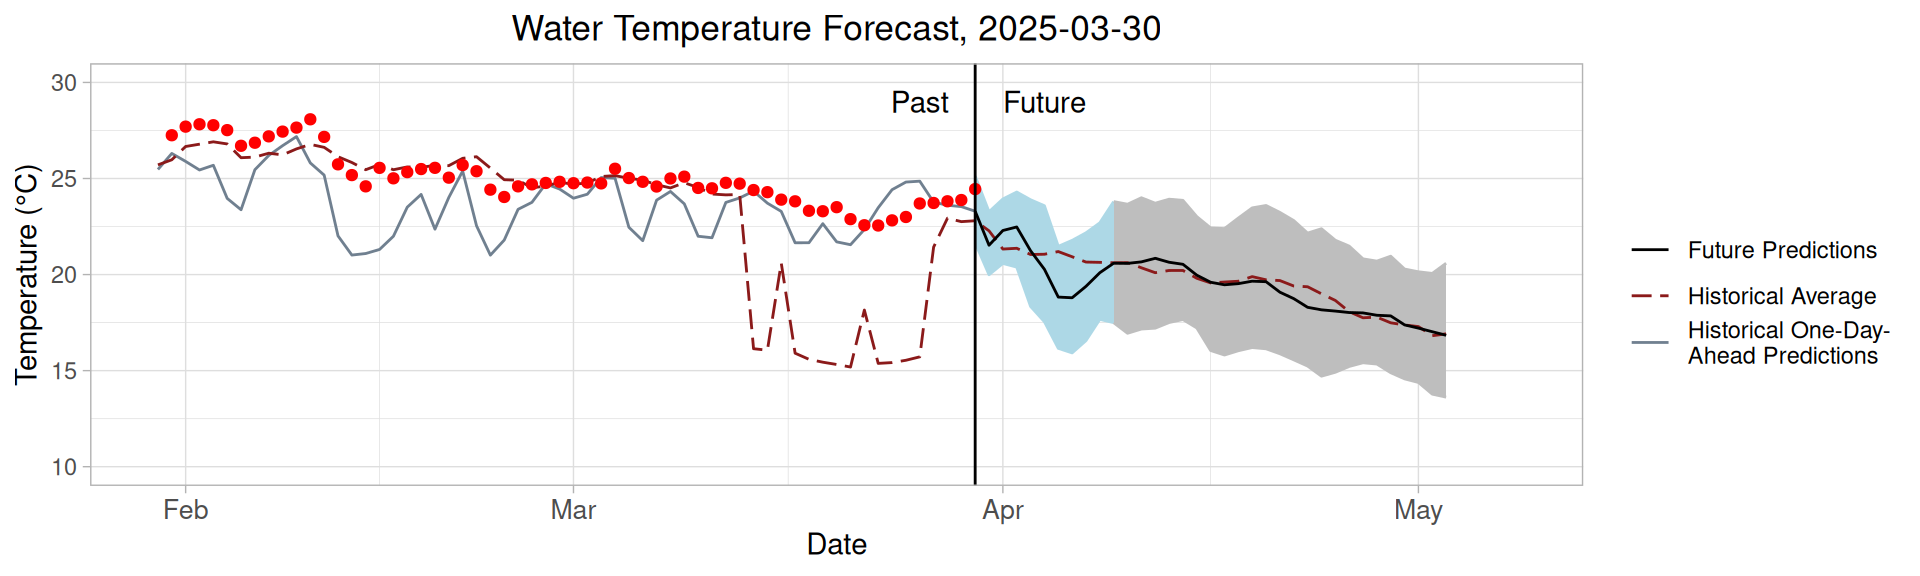 Water Temperature Forecast, 2025-03-30
30
25
20
15
10
Temperature (°C)
Past
Future
Feb
Mar
Apr
May
Date
Future Predictions
Historical Average
Historical One-Day-
Ahead Predictions